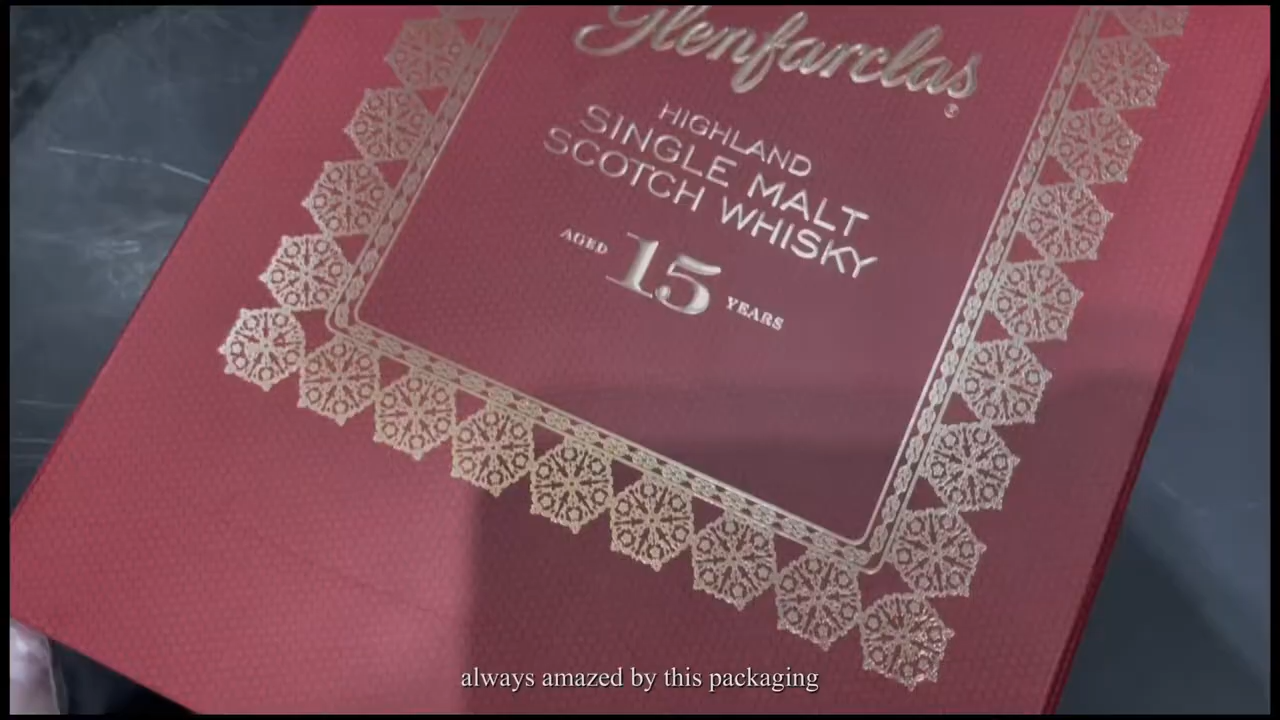 Glenfarclas®
HIGHLAND
SINGLE MALT
SCOTCH WHISKY
AGED 15 YEARS
always amazed by this packaging